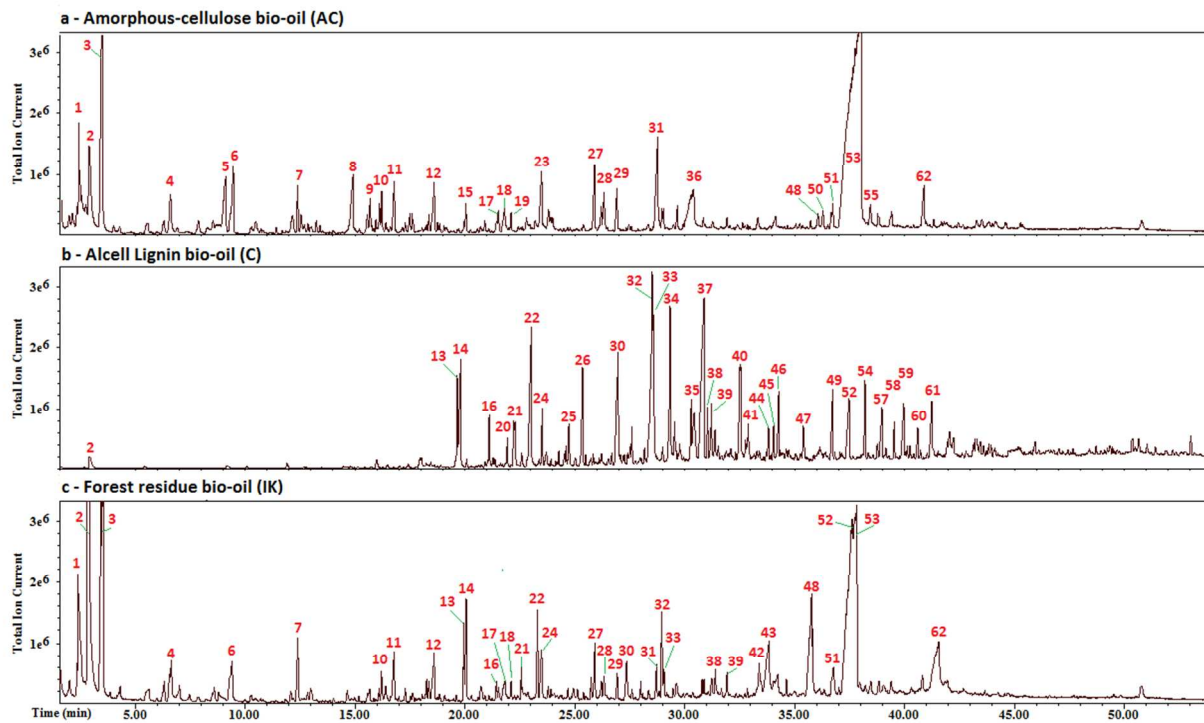 a - Amorphous-cellulose bio-oil (AC)
Total Ion Current
3e⁶
2e⁶
1e⁶
1 2 3 4 5 6 7 8 9 10 11 12 15 17 18 19 23 27 28 29 31 36 48 50 51 53 55 62
b - Alcell Lignin bio-oil (C)
Total Ion Current
3e⁶
2e⁶
1e⁶
2 13 14 16 20 21 22 24 25 26 30 32 33 34 35 37 38 39 40 41 44 45 46 47 49 52 54 57 58 59 60 61
c - Forest residue bio-oil (IK)
Total Ion Current
3e⁶
2e⁶
1e⁶
1 2 3 4 6 7 10 11 12 13 14 16 17 18 21 22 24 27 28 29 30 31 32 33 38 39 42 43 48 51 52 53 62
Time (min) 5.00 10.00 15.00 20.00 25.00 30.00 35.00 40.00 45.00 50.00